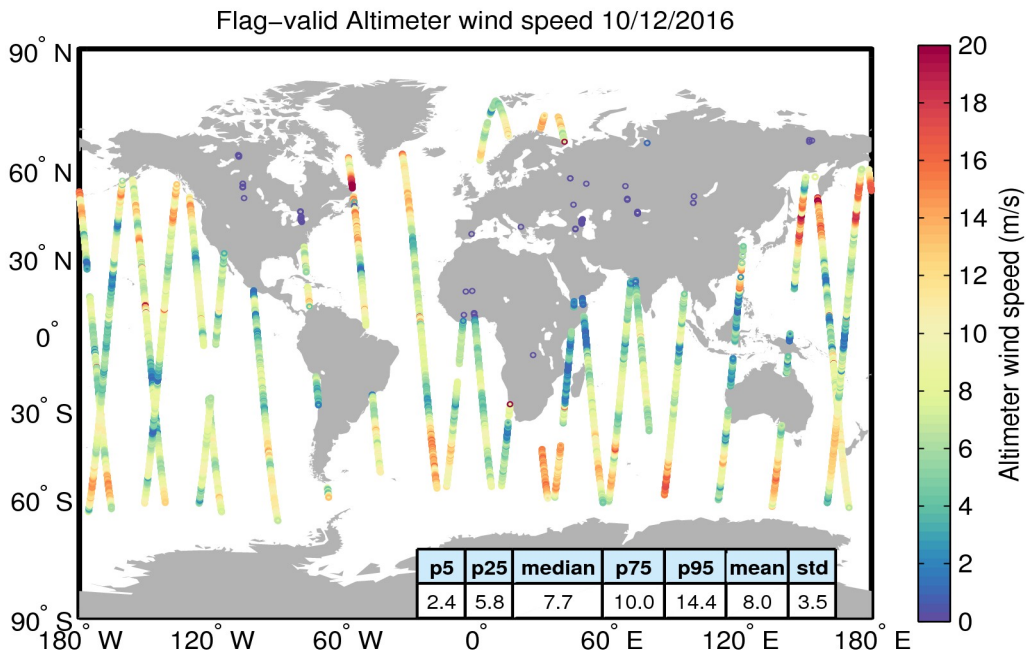 Flag−valid Altimeter wind speed 10/12/2016
90° N
60° N
30° N
0°
30° S
60° S
90° S
180° W
120° W
60° W
0°
60° E
120° E
180° E
p5 p25 median p75 p95 mean std
2.4 5.8 7.7 10.0 14.4 8.0 3.5
20
18
16
14
12
10
8
6
4
2
0
Altimeter wind speed (m/s)